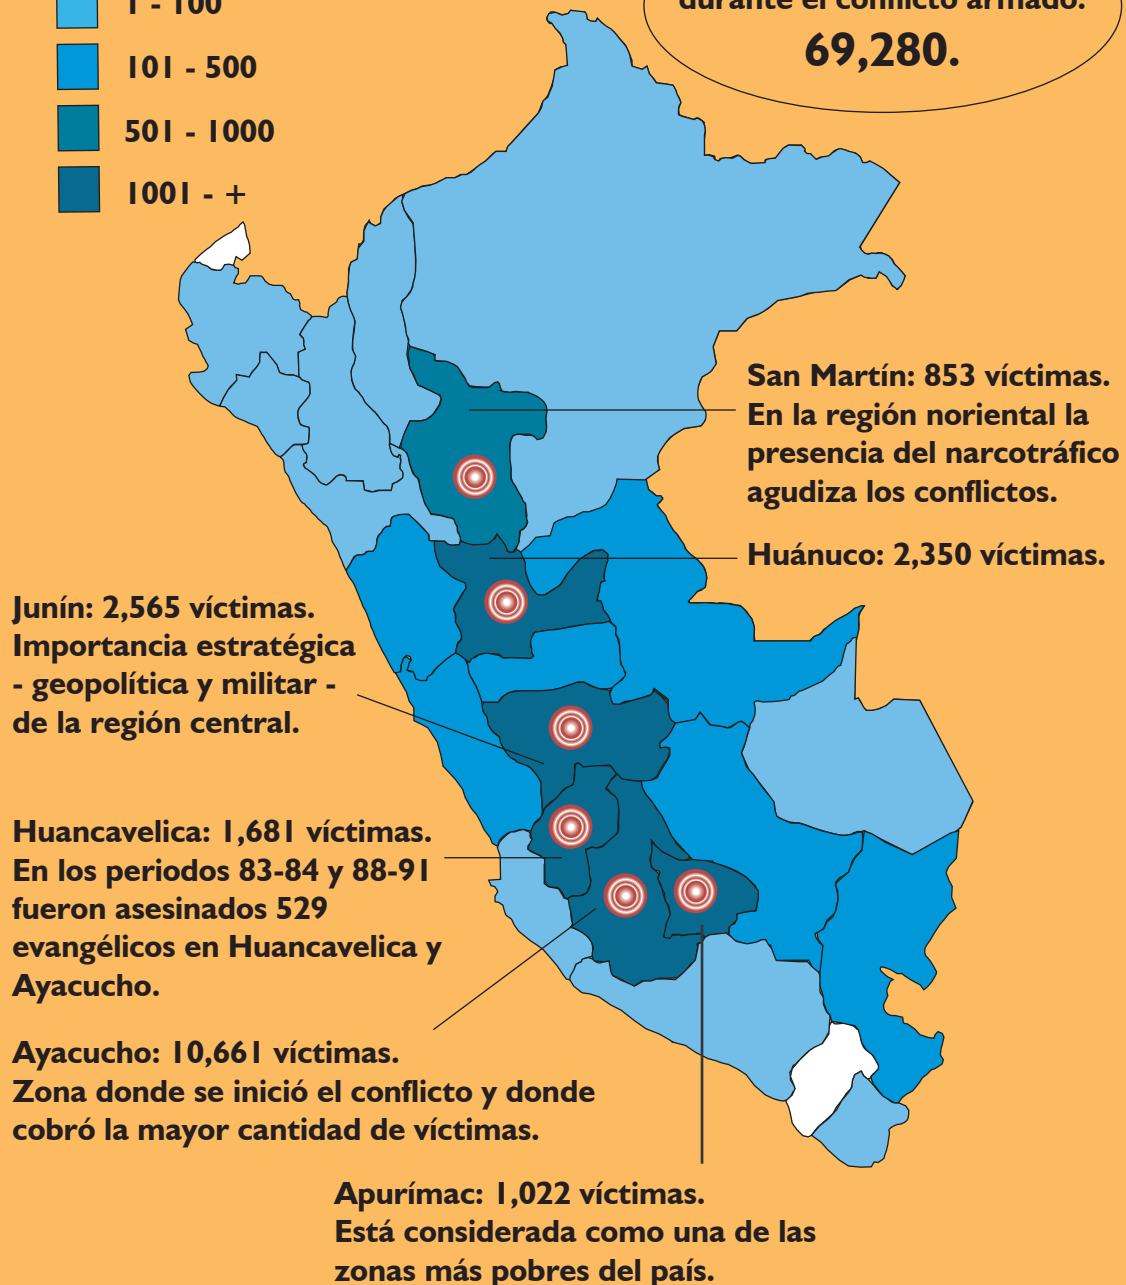 1 - 100
101 - 500
501 - 1000
1001 - +
durante el conflicto armado.
69,280.
San Martín: 853 víctimas.
En la región noriental la
presencia del narcotráfico
agudiza los conflictos.
Huánuco: 2,350 víctimas.
Junín: 2,565 víctimas.
Importancia estratégica
- geopolítica y militar -
de la región central.
Huancavelica: 1,681 víctimas.
En los periodos 83-84 y 88-91
fueron asesinados 529
evangélicos en Huancavelica y
Ayacucho.
Ayacucho: 10,661 víctimas.
Zona donde se inició el conflicto y donde
cobró la mayor cantidad de víctimas.
Apurímac: 1,022 víctimas.
Está considerada como una de las
zonas más pobres del país.